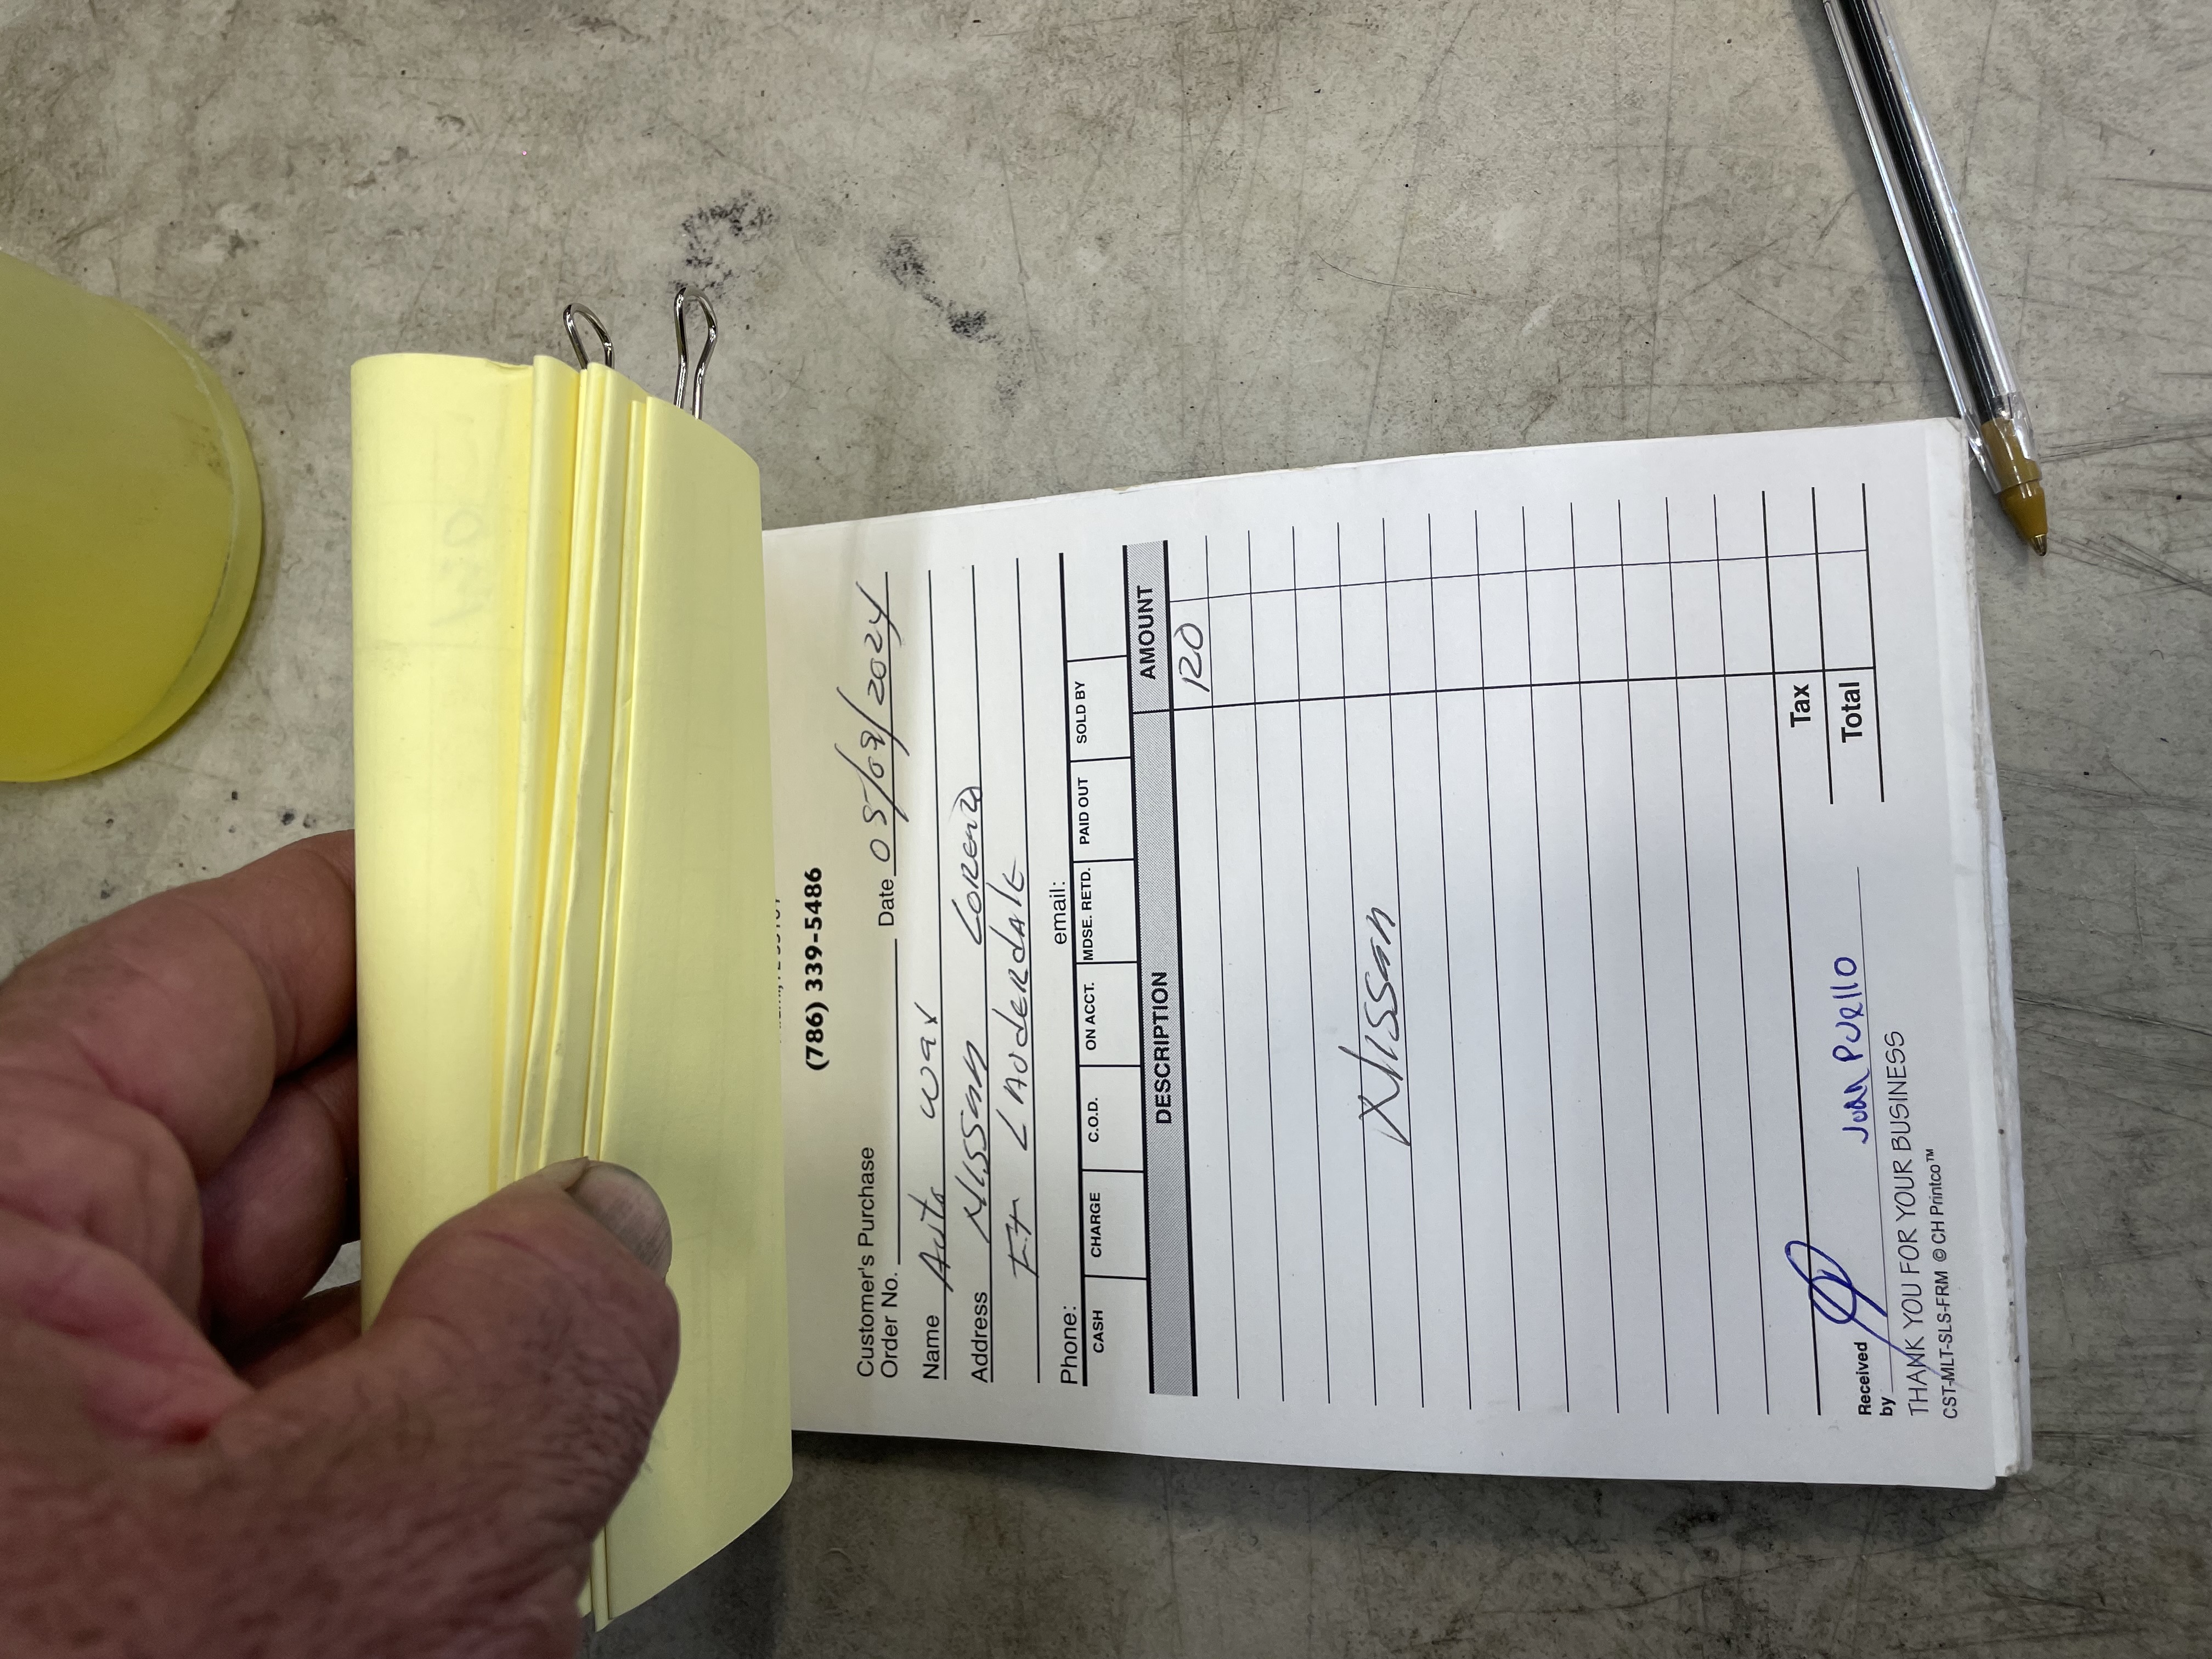 (786) 339-5486
Customer's Purchase
Order No. Date 05/09/2024
Name Auto wax
Address Nissan Lorenzo
Ft Lauderdale
Phone: email:
CASH CHARGE C.O.D. ON ACCT. MDSE. RETD. PAID OUT SOLD BY
DESCRIPTION AMOUNT
120
Nissan
Tax
Total
Received
by Juan Puello
THANK YOU FOR YOUR BUSINESS
CST-MLT-SLS-FRM © CH Printco™